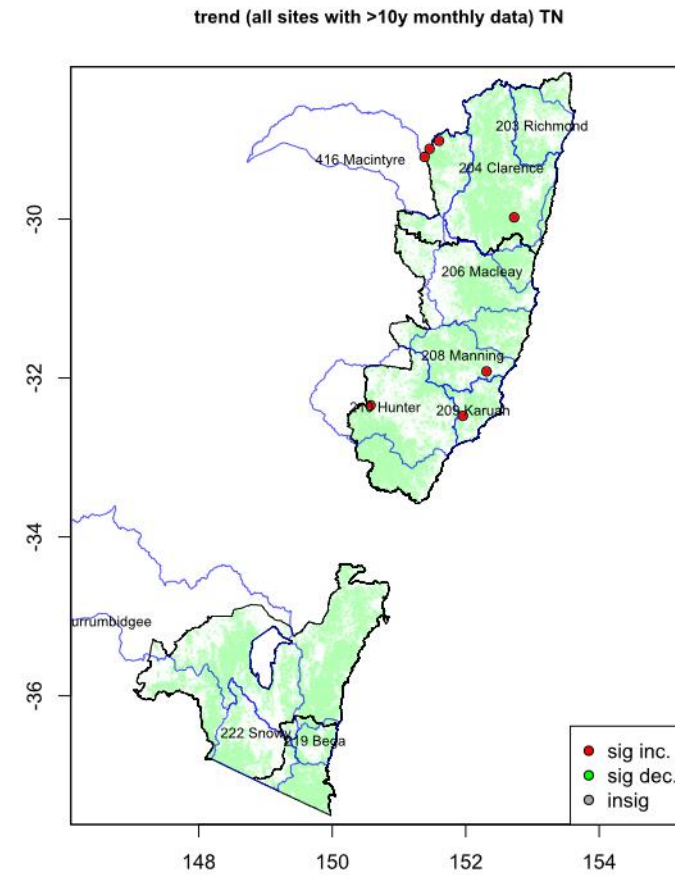 trend (all sites with >10y monthly data) TN
203 Richmond
416 Macintyre
204 Clarence
-30
206 Macleay
-32
208 Manning
Hunter
209 Karuah
-34
urrumbidgee
-36
222 Snowy
219 Bega
sig inc.
sig dec.
insig
148
150
152
154